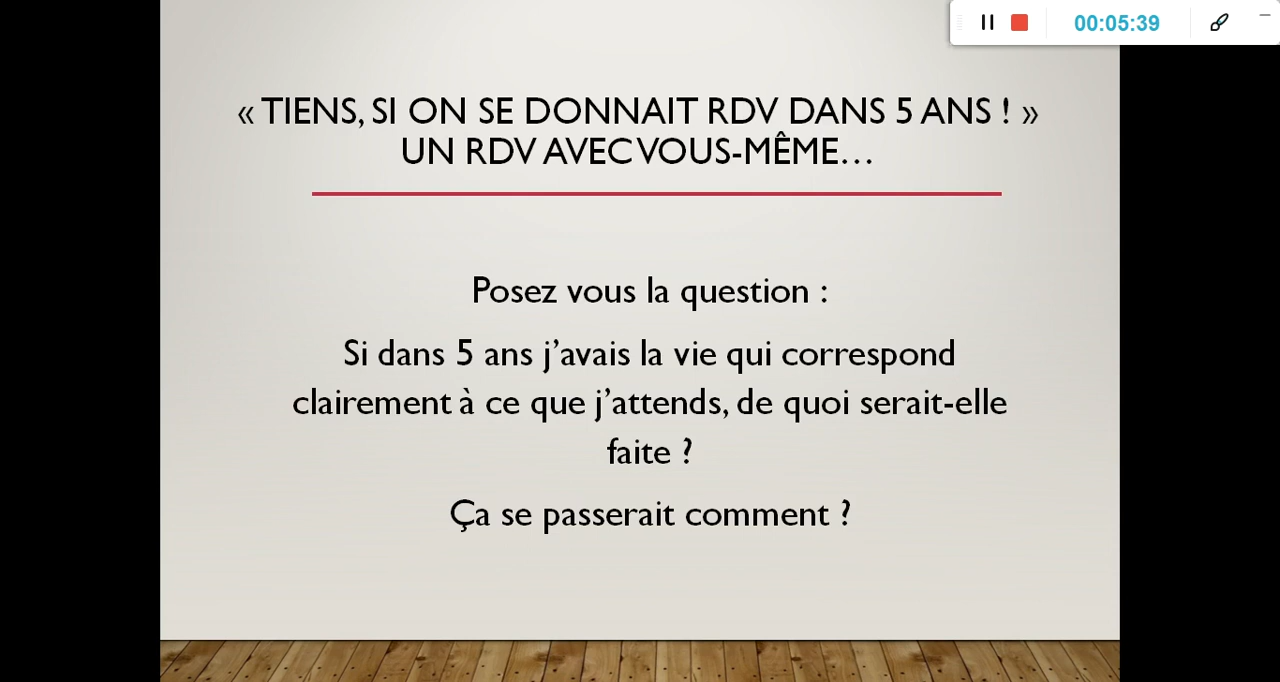 00:05:39
« TIENS, SI ON SE DONNAIT RDV DANS 5 ANS ! »
UN RDV AVEC VOUS-MÊME…
Posez vous la question :
Si dans 5 ans j’avais la vie qui correspond
clairement à ce que j’attends, de quoi serait-elle
faite ?
Ça se passerait comment ?